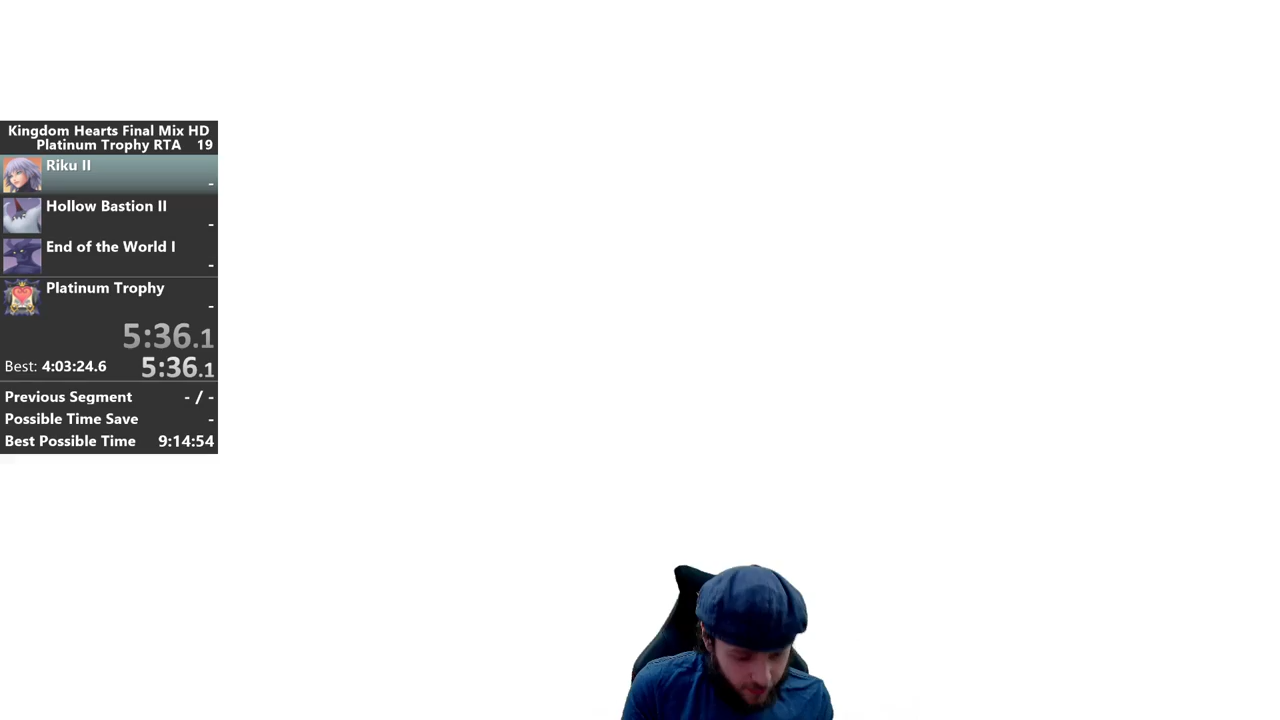 Kingdom Hearts Final Mix HD
Platinum Trophy RTA 19
Riku II
-
Hollow Bastion II
-
End of the World I
-
Platinum Trophy
-
5:36.1
Best: 4:03:24.6 5:36.1
Previous Segment - / -
Possible Time Save -
Best Possible Time 9:14:54